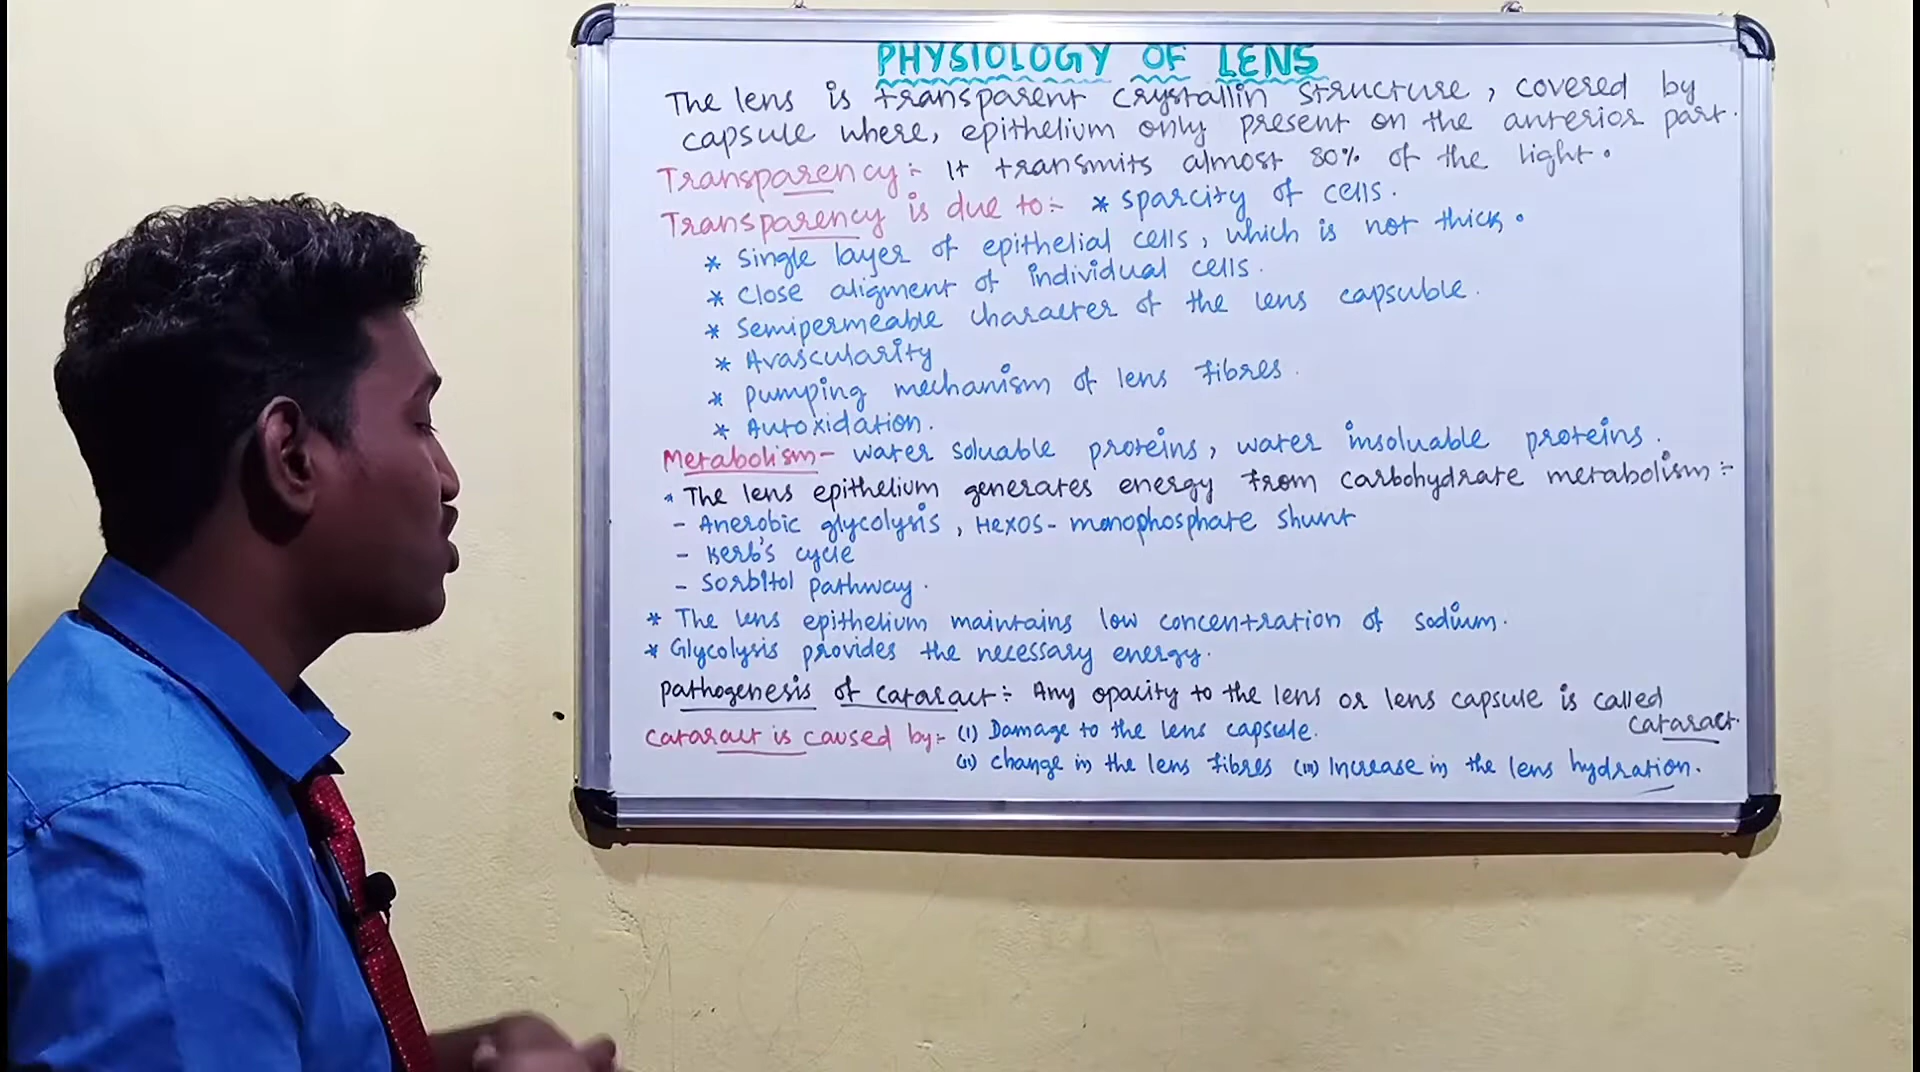 PHYSIOLOGY OF LENS
The lens is transparent crystallin structure, covered by
capsule where, epithelium only present on the anterior part.
Transparency:- It transmits almost 80% of the light.
Transparency is due to:- * sparcity of cells.
* single layer of epithelial cells, which is not thick.
* close aligment of individual cells.
* semipermeable character of the lens capsuble.
* Avascularity
* Pumping mechanism of lens fibres.
* Autoxidation.
Metabolism- water soluable proteins, water insoluable proteins.
* The lens epithelium generates energy from carbohydrate metabolism:-
- Anerobic glycolysis, Hexos-monophosphate shunt
- Kerb's cycle
- Sorbitol pathway.
* The lens epithelium maintains low concentration of sodium.
* Glycolysis provides the necessary energy.
Pathogenesis of cataract:- Any opacity to the lens or lens capsule is called
cataract.
cataract is caused by:- (i) Damage to the lens capsule.
(ii) change in the lens fibres (iii) Increase in the lens hydration.